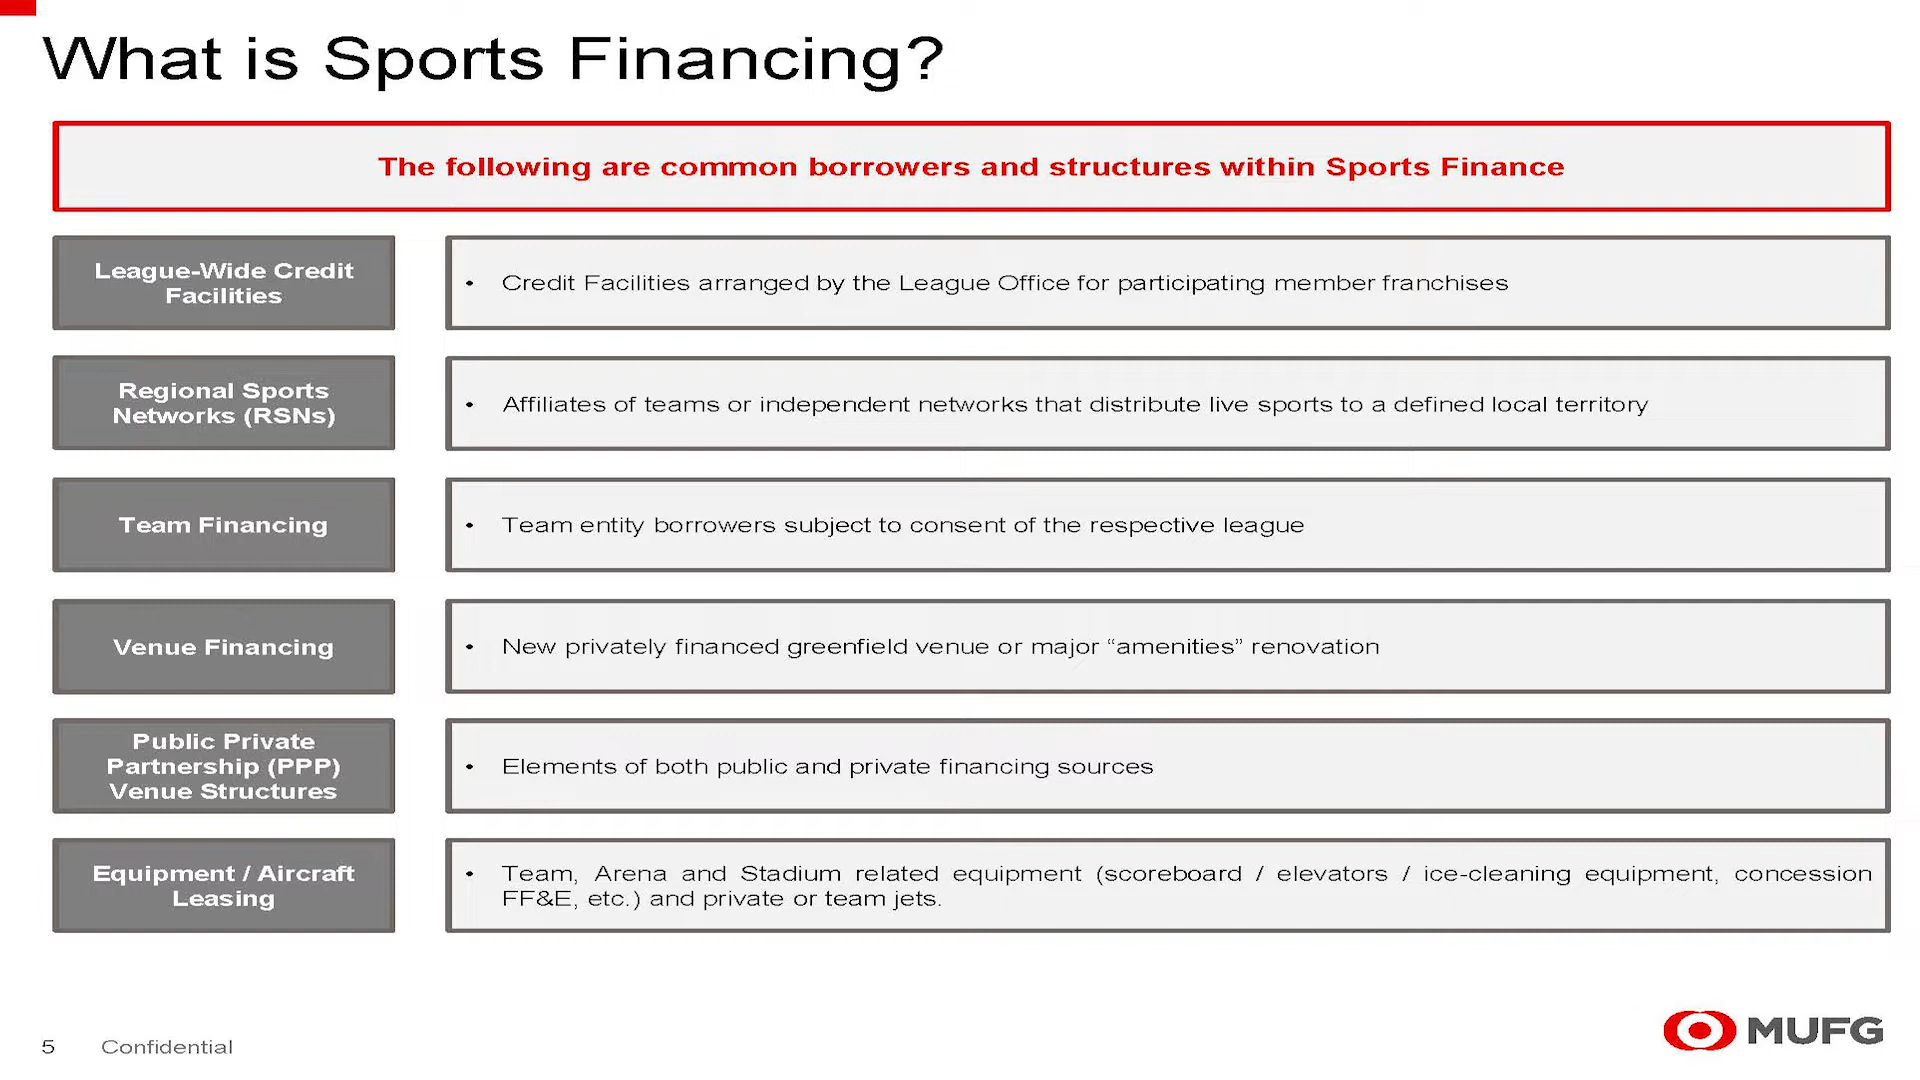 What is Sports Financing?
The following are common borrowers and structures within Sports Finance
League-Wide Credit
Facilities
• Credit Facilities arranged by the League Office for participating member franchises
Regional Sports
Networks (RSNs)
• Affiliates of teams or independent networks that distribute live sports to a defined local territory
Team Financing
• Team entity borrowers subject to consent of the respective league
Venue Financing
• New privately financed greenfield venue or major “amenities” renovation
Public Private
Partnership (PPP)
Venue Structures
• Elements of both public and private financing sources
Equipment / Aircraft
Leasing
• Team, Arena and Stadium related equipment (scoreboard / elevators / ice-cleaning equipment, concession
FF&E, etc.) and private or team jets.
5 Confidential
MUFG